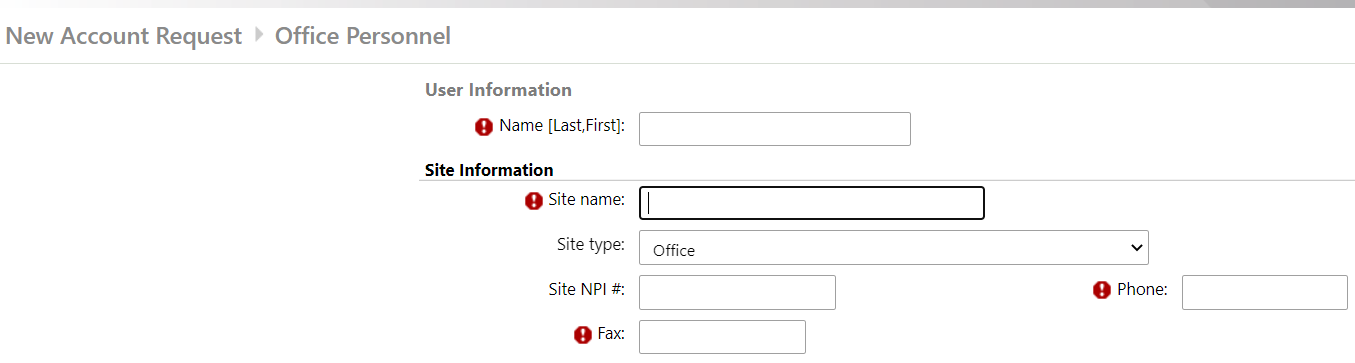 New Account Request Office Personnel
User Information
Name [Last,First]:
Site Information
Site name:
Site type: Office
Site NPI #: Phone:
Fax: